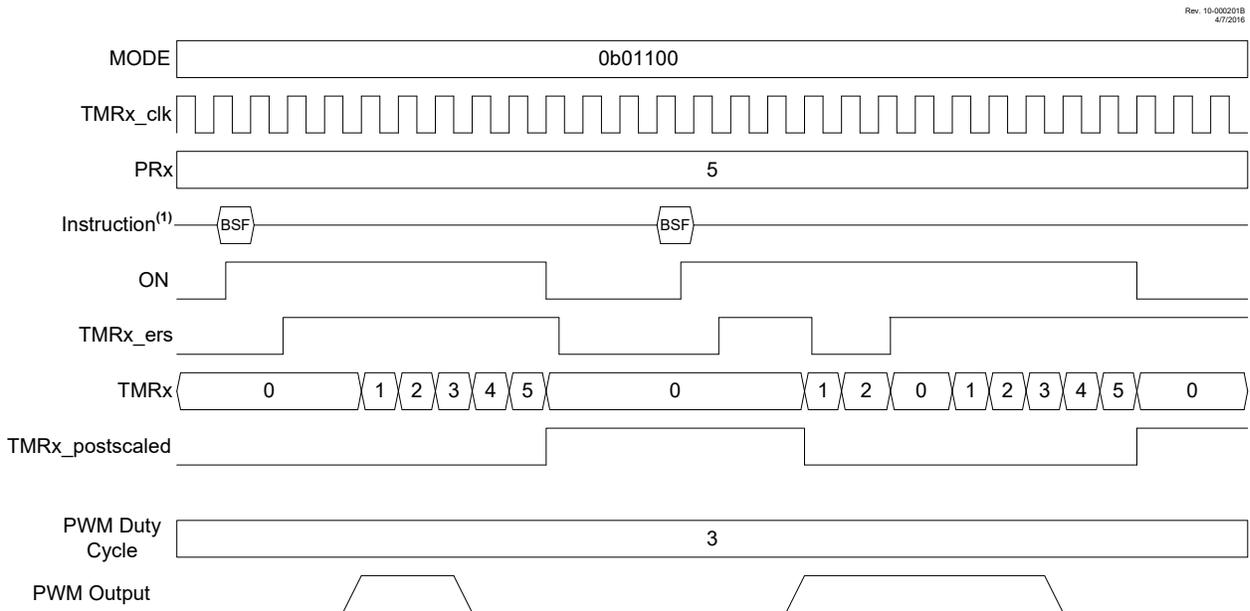 Rev. 10-000201B
4/7/2016
MODE 0b01100
TMRx_clk
PRx 5
Instruction(1) BSF BSF
ON
TMRx_ers
TMRx 0 1 2 3 4 5 0 1 2 0 1 2 3 4 5 0
TMRx_postscaled
PWM Duty
Cycle 3
PWM Output